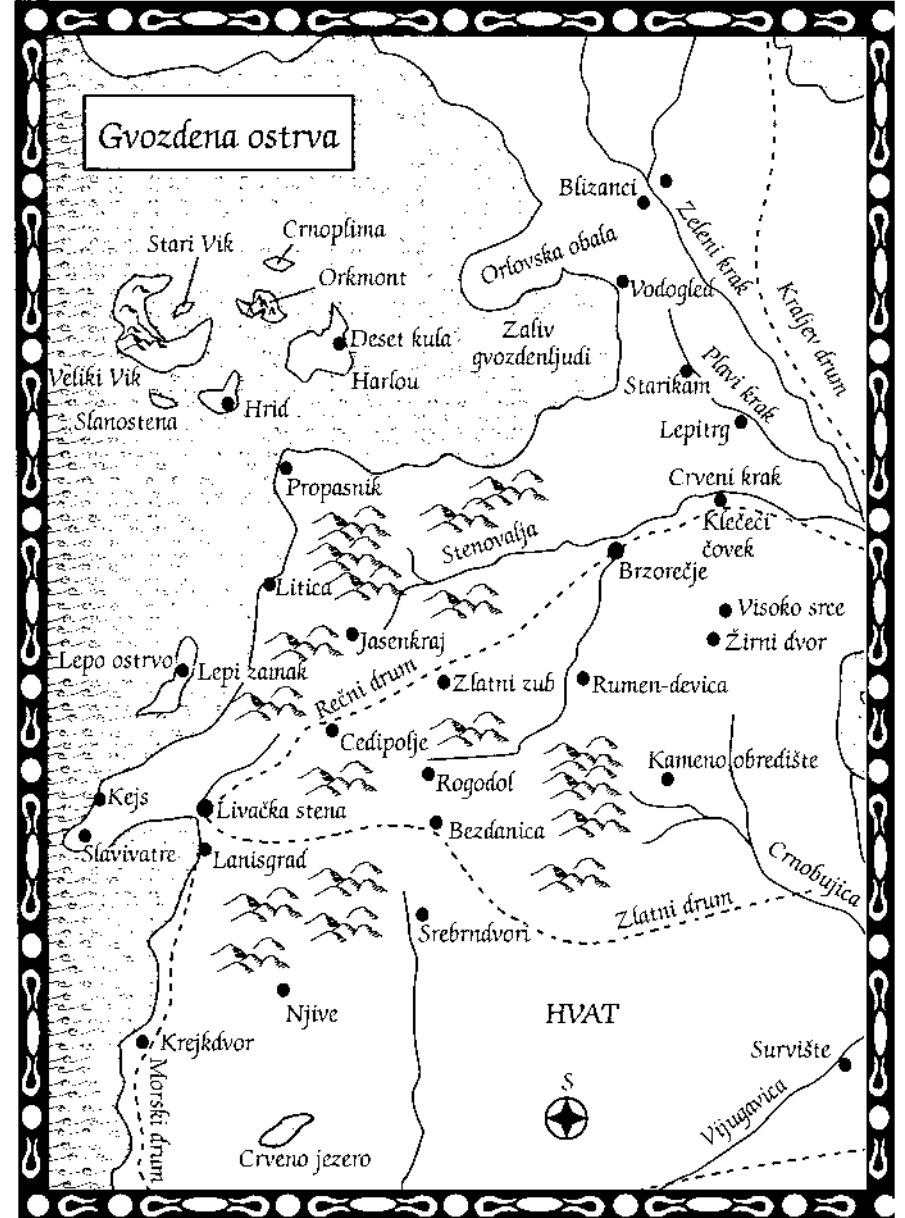 Gvozdena ostrva
Blizanci
Zeleni krak
Kraljev drum
Crnoplima
Stari Vik
Orkmont
Orlovska obala
Vodogled
Deset kula
Harlou
Zaliv
gvozdenljudi
Veliki Vik
Slanostena
Hrid
Starikam
Plavi krak
Lepitrg
Propasnik
Crveni krak
Klečeći
čovek
Stenovalja
Brzorečje
Litica
Visoko srce
Žirni dvor
Jasenkraj
Lepo ostrvo
Lepi zamak
Rečni drum
Zlatni zub
Rumen-devica
Cedipolje
Kameno obredište
Rogodol
Kejs
Livačka stena
Bezdanica
Slavivatre
Lanisgrad
Crnobujica
Zlatni drum
Srebrndvori
Njive
HVAT
Krejkdvor
Survište
Morski drum
S
Vijugavica
Crveno jezero